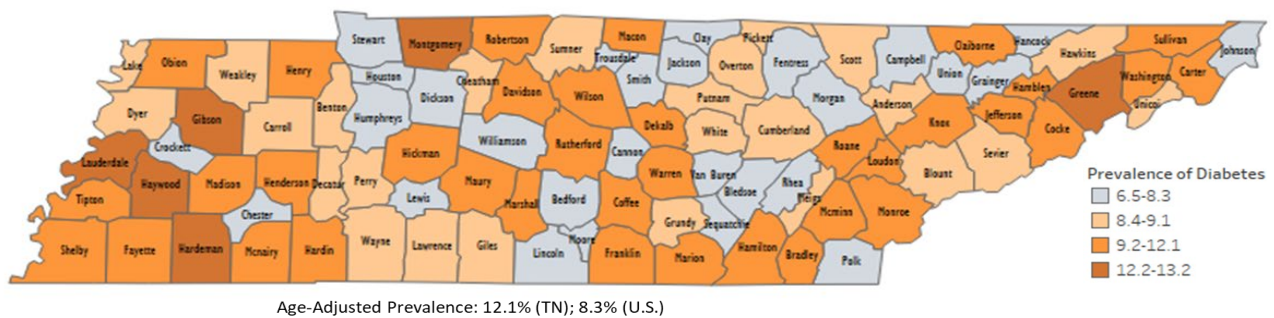 Stewart
Montgomery
Robertson
Sumner
Macon
Trousdale
Clay
Pickett
Scott
Campbell
Claiborne
Hancock
Hawkins
Sullivan
Johnson
Lake
Obion
Weakley
Henry
Houston
Cheatham
Smith
Jackson
Overton
Fentress
Union
Grainger
Hamblen
Greene
Washington
Carter
Unicoi
Dyer
Gibson
Carroll
Benton
Humphreys
Dickson
Davidson
Wilson
Putnam
Morgan
Anderson
Knox
Jefferson
Cocke
Lauderdale
Crockett
Haywood
Madison
Henderson
Decatur
Perry
Hickman
Williamson
Rutherford
Cannon
Dekalb
White
Cumberland
Roane
Loudon
Blount
Sevier
Tipton
Chester
Lewis
Maury
Marshall
Bedford
Coffee
Warren
Van Buren
Bledsoe
Rhea
Meigs
Mcminn
Monroe
Shelby
Fayette
Hardeman
Mcnairy
Hardin
Wayne
Lawrence
Giles
Lincoln
Moore
Franklin
Grundy
Marion
Sequatchie
Hamilton
Bradley
Polk
Prevalence of Diabetes
6.5-8.3
8.4-9.1
9.2-12.1
12.2-13.2
Age-Adjusted Prevalence: 12.1% (TN); 8.3% (U.S.)